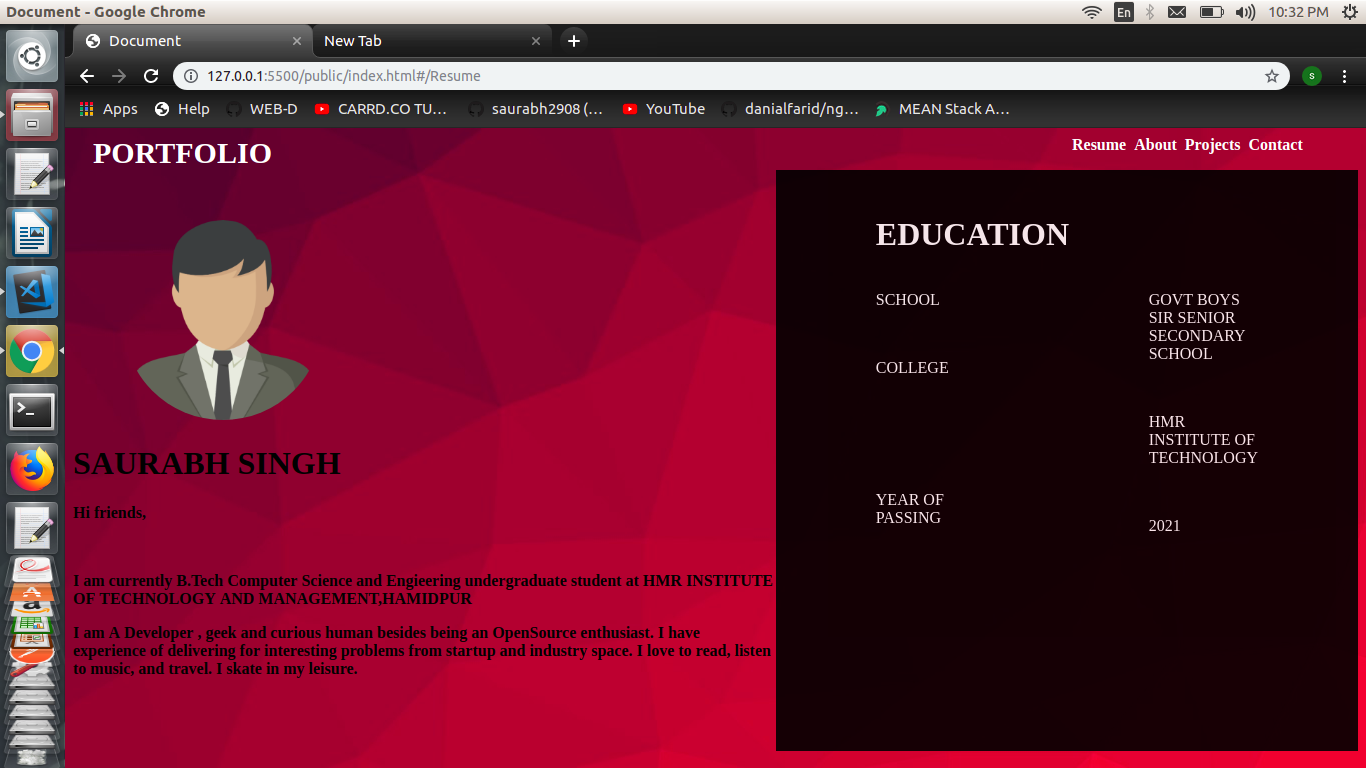 Document - Google Chrome
En
10:32 PM
Document
New Tab
127.0.0.1:5500/public/index.html#/Resume
s
Apps
Help
WEB-D
CARRD.CO TU...
saurabh2908 (...
YouTube
danialfarid/ng...
MEAN Stack A...
PORTFOLIO
Resume About Projects Contact
SAURABH SINGH
Hi friends,
I am currently B.Tech Computer Science and Engieering undergraduate student at HMR INSTITUTE
OF TECHNOLOGY AND MANAGEMENT,HAMIDPUR
I am A Developer , geek and curious human besides being an OpenSource enthusiast. I have
experience of delivering for interesting problems from startup and industry space. I love to read, listen
to music, and travel. I skate in my leisure.
EDUCATION
SCHOOL
GOVT BOYS
SIR SENIOR
SECONDARY
SCHOOL
COLLEGE
HMR
INSTITUTE OF
TECHNOLOGY
YEAR OF
PASSING
2021